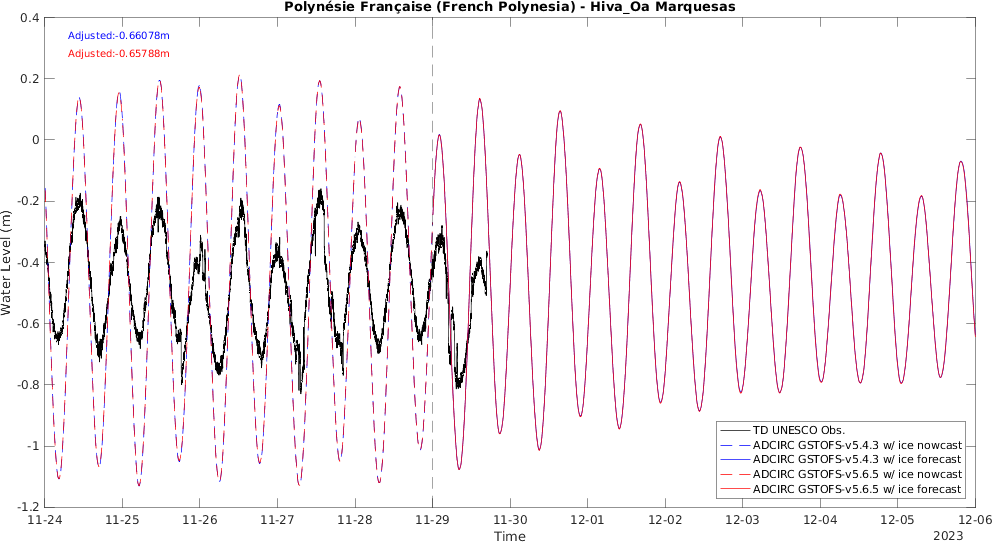 Polynésie Française (French Polynesia) - Hiva_Oa Marquesas
Adjusted:-0.66078m
Adjusted:-0.65788m
Water Level (m)
0.4
0.2
0
-0.2
-0.4
-0.6
-0.8
-1
-1.2
TD UNESCO Obs.
ADCIRC GSTOFS-v5.4.3 w/ ice nowcast
ADCIRC GSTOFS-v5.4.3 w/ ice forecast
ADCIRC GSTOFS-v5.6.5 w/ ice nowcast
ADCIRC GSTOFS-v5.6.5 w/ ice forecast
11-24 11-25 11-26 11-27 11-28 11-29 11-30 12-01 12-02 12-03 12-04 12-05 12-06
Time
2023